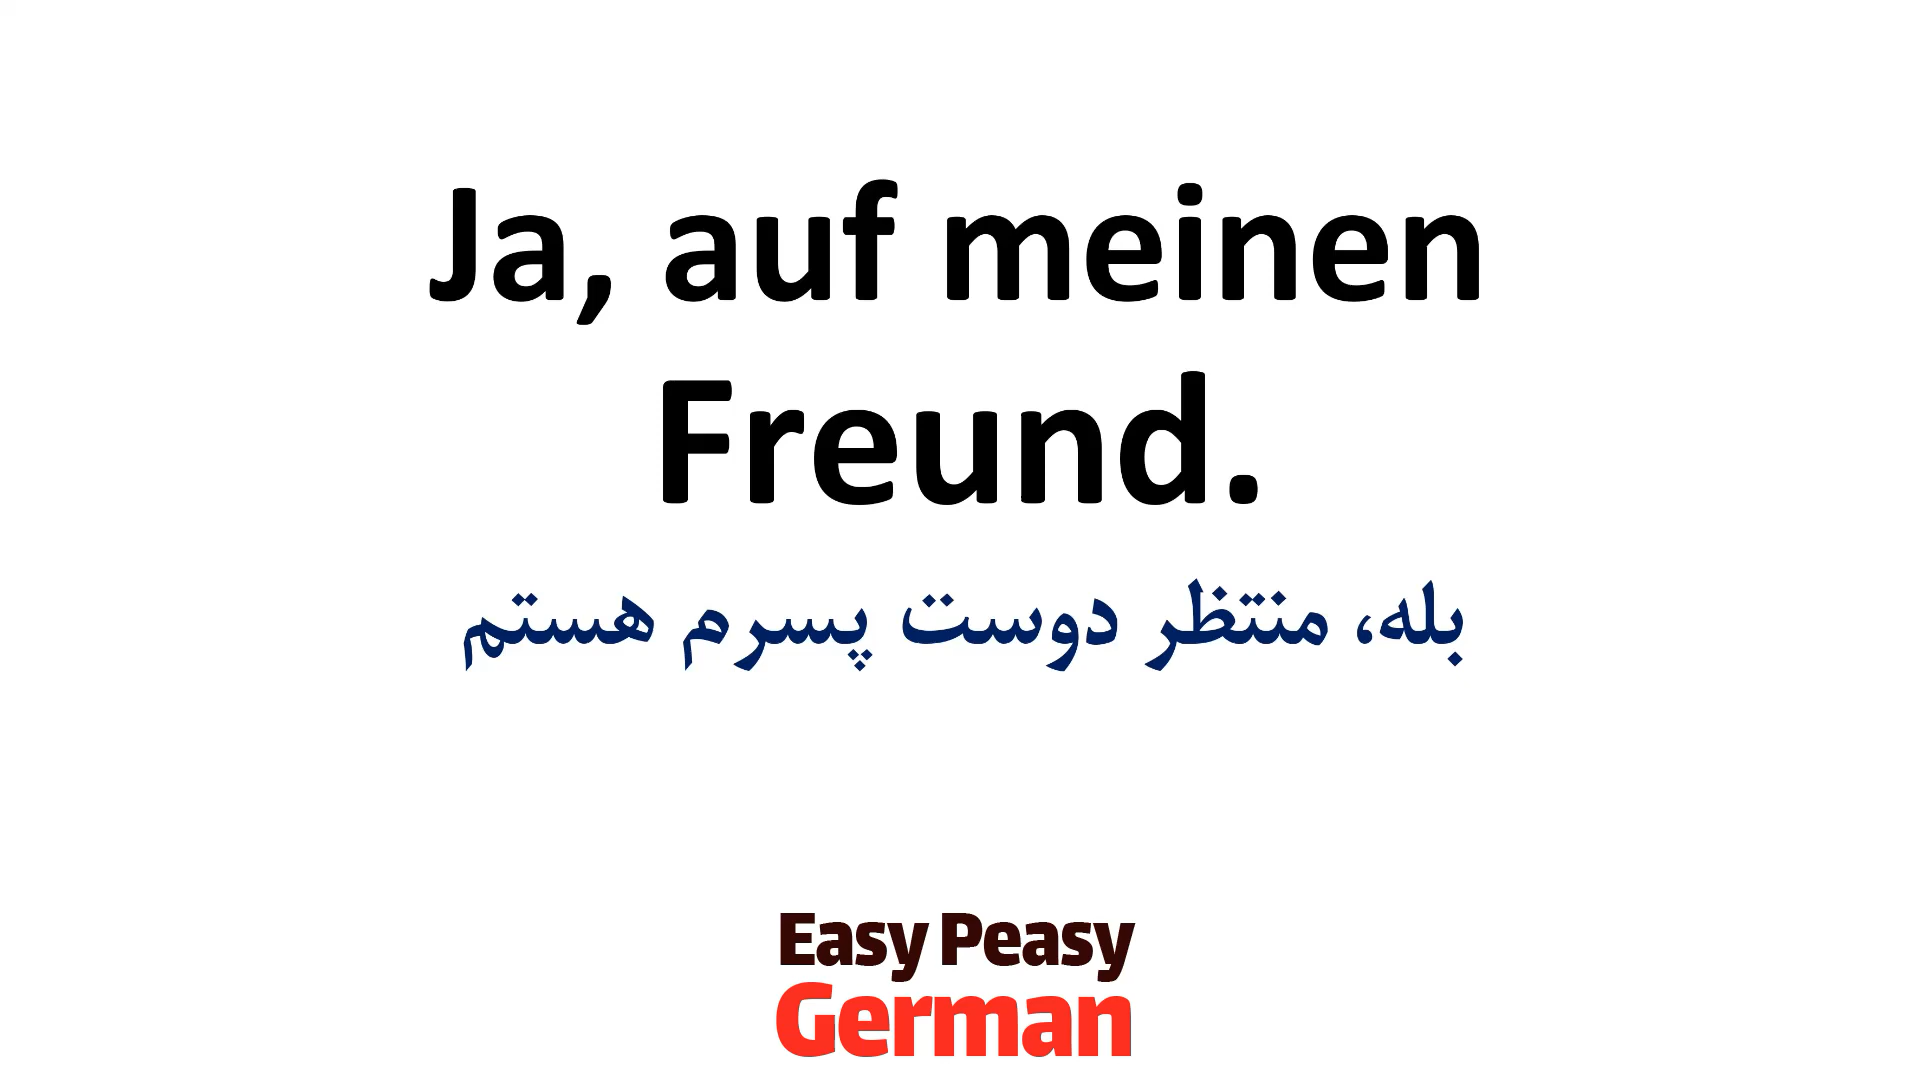 Ja, auf meinen
Freund.
بله، منتظر دوست پسرم هستم
Easy Peasy
German